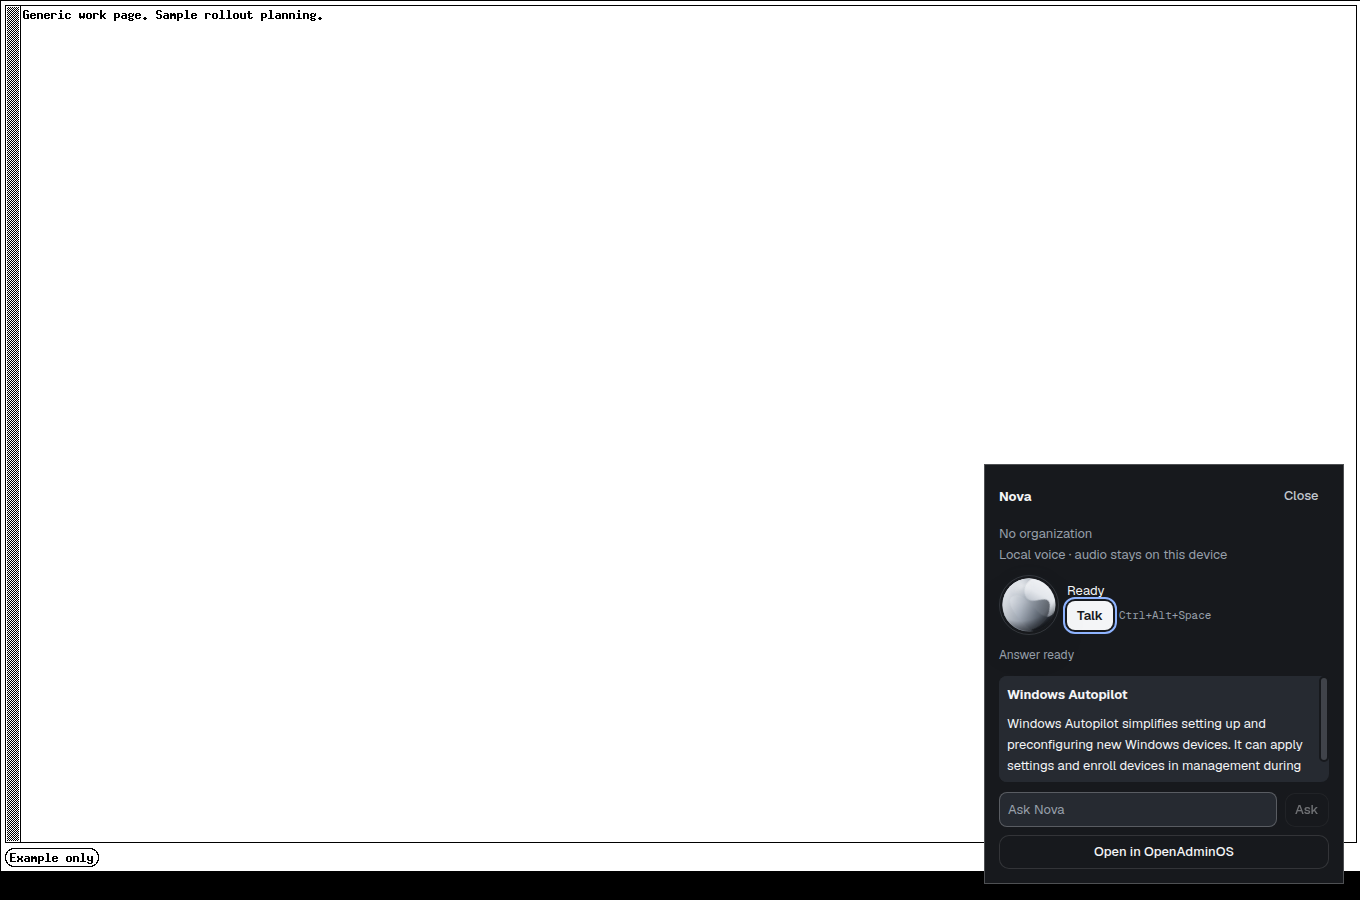 Generic work page. Sample rollout planning.
Nova
Close
No organization
Local voice · audio stays on this device
Ready
Talk
Ctrl+Alt+Space
Answer ready
Windows Autopilot
Windows Autopilot simplifies setting up and
preconfiguring new Windows devices. It can apply
settings and enroll devices in management during
Ask Nova
Ask
Open in OpenAdminOS
Example only